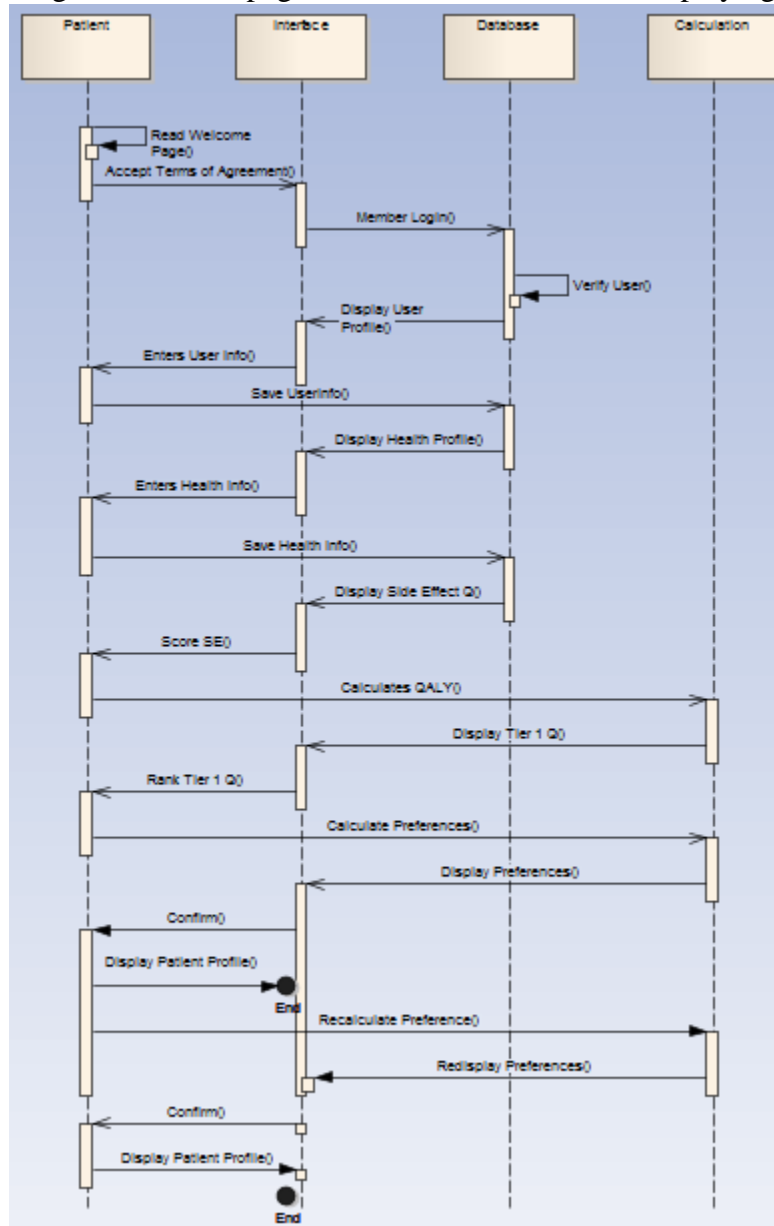 Patient
Interface
Database
Calculation
Read Welcome
Page()
Accept Terms of Agreement()
Member Login()
Verify User()
Display User
Profile()
Enters User Info()
Save UserInfo()
Display Health Profile()
Enters Health Info()
Save Health Info()
Display Side Effect Q()
Score SE()
Calculates QALY()
Display Tier 1 Q()
Rank Tier 1 Q()
Calculate Preferences()
Display Preferences()
Confirm()
Display Patient Profile()
End
Recalculate Preference()
Redisplay Preferences()
Confirm()
Display Patient Profile()
End